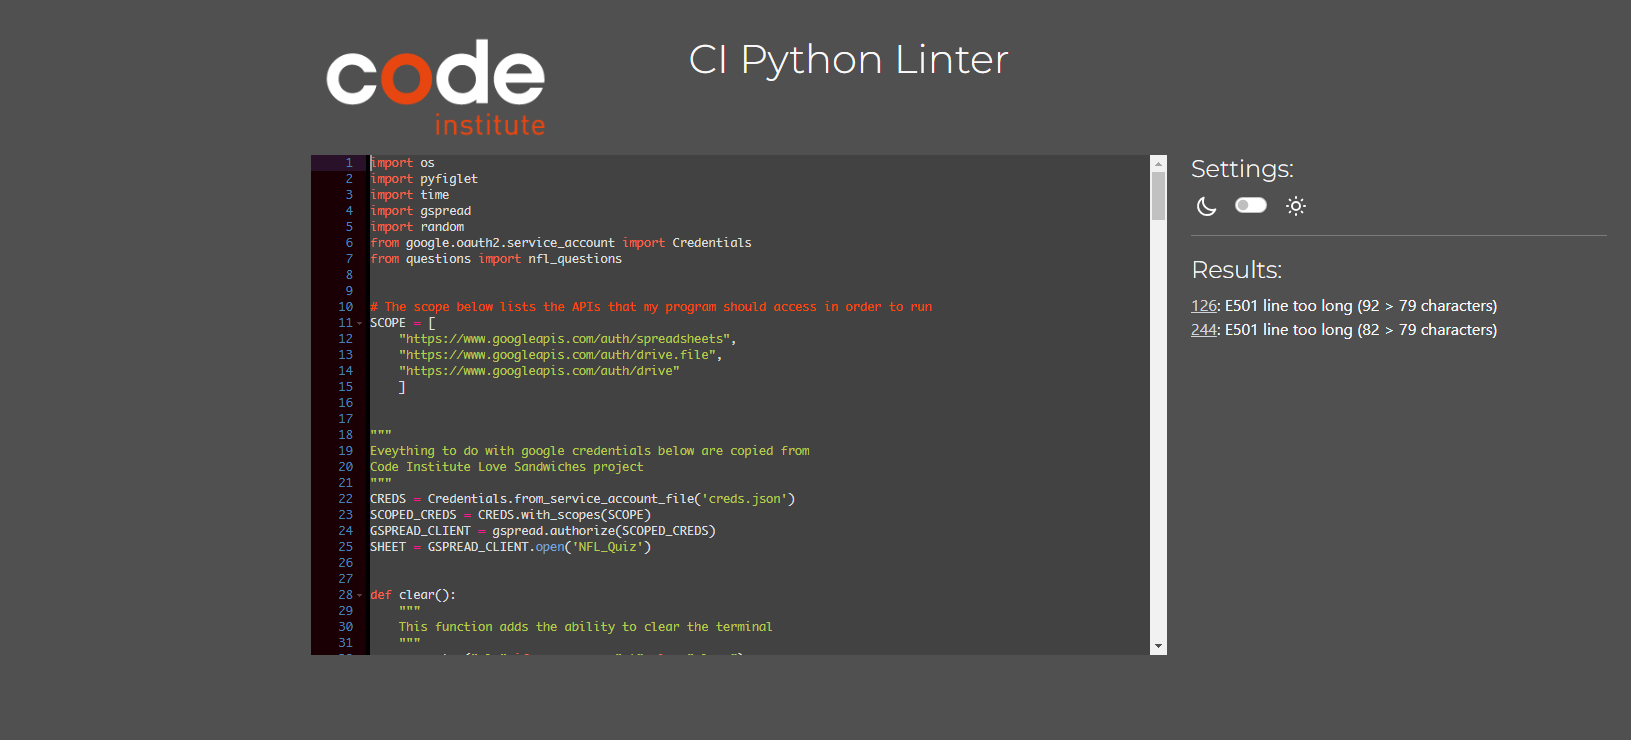 code
institute
CI Python Linter
1 import os
2 import pyfiglet
3 import time
4 import gspread
5 import random
6 from google.oauth2.service_account import Credentials
7 from questions import nfl_questions
8
9
10 # The scope below lists the APIs that my program should access in order to run
11 SCOPE = [
12 "https://www.googleapis.com/auth/spreadsheets",
13 "https://www.googleapis.com/auth/drive.file",
14 "https://www.googleapis.com/auth/drive"
15 ]
16
17
18 """
19 Eveything to do with google credentials below are copied from
20 Code Institute Love Sandwiches project
21 """
22 CREDS = Credentials.from_service_account_file('creds.json')
23 SCOPED_CREDS = CREDS.with_scopes(SCOPE)
24 GSPREAD_CLIENT = gspread.authorize(SCOPED_CREDS)
25 SHEET = GSPREAD_CLIENT.open('NFL_Quiz')
26
27
28 def clear():
29 """
30 This function adds the ability to clear the terminal
31 """
Settings:
Results:
126: E501 line too long (92 > 79 characters)
244: E501 line too long (82 > 79 characters)